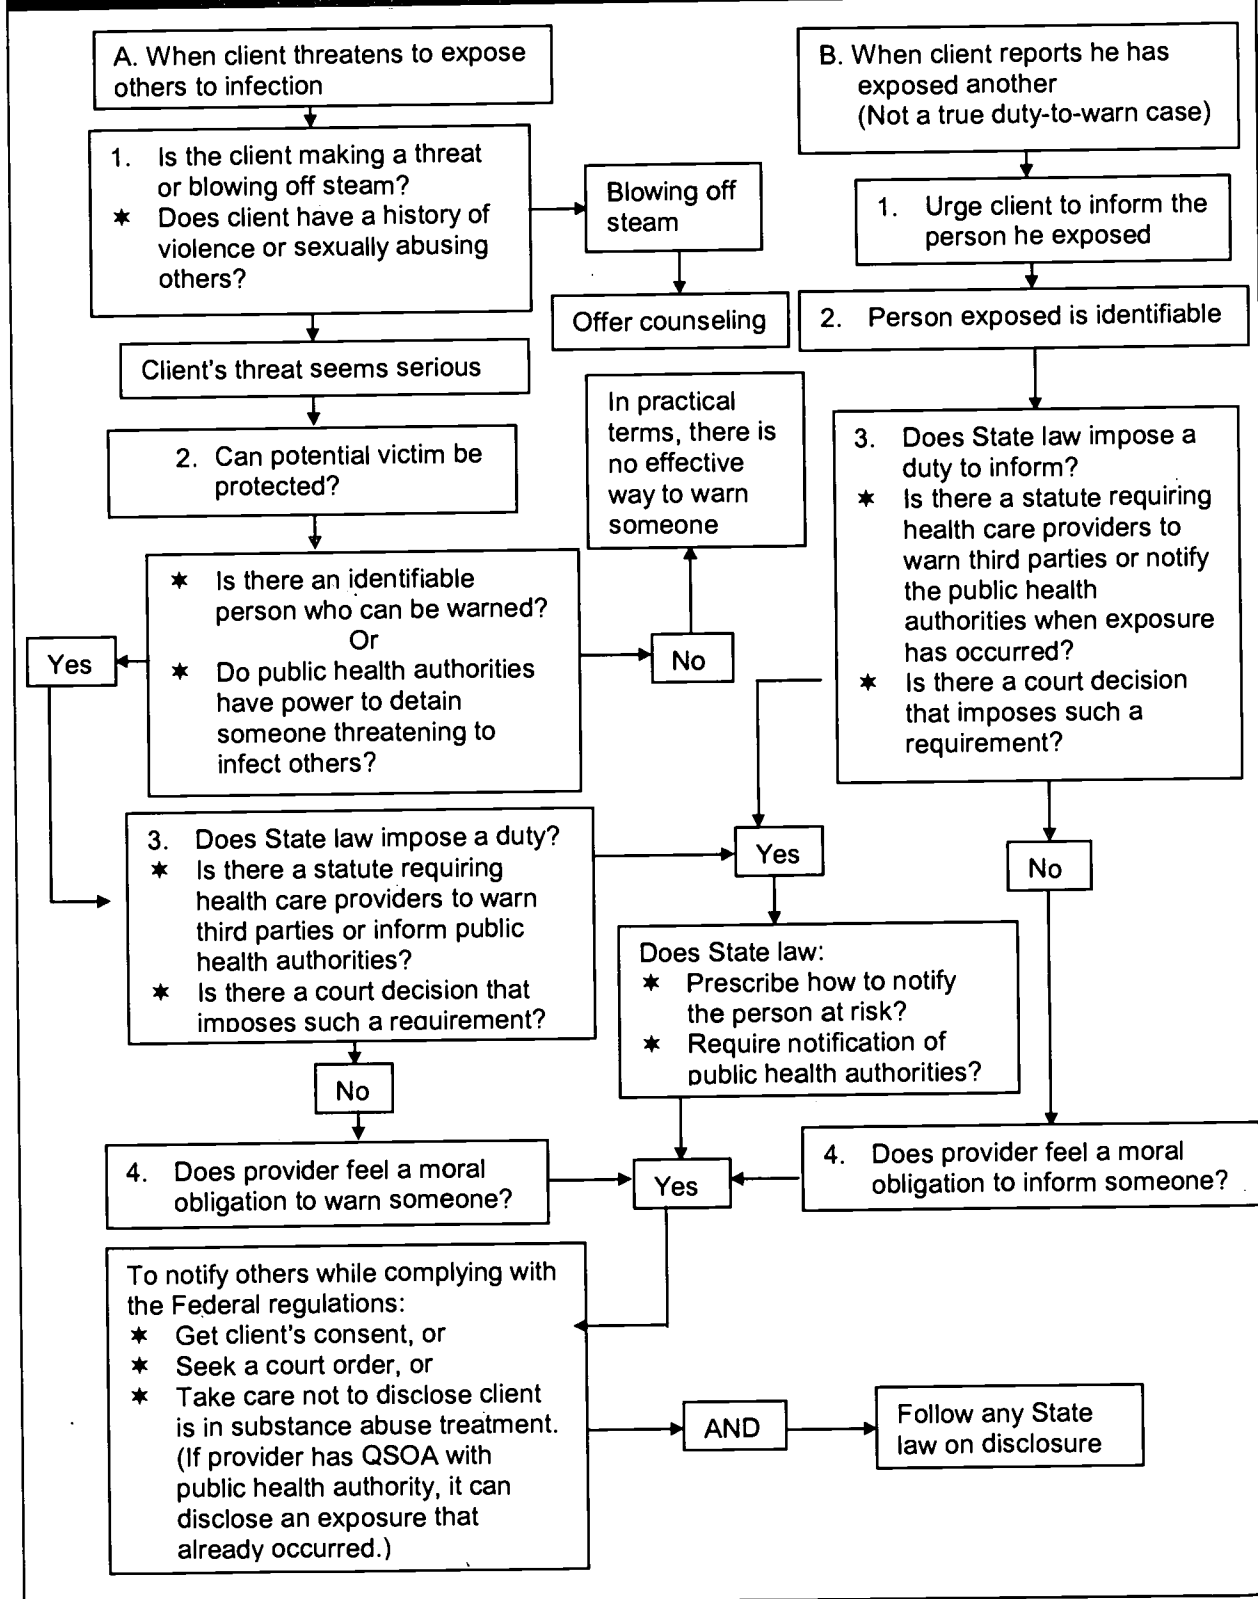 A. When client threatens to expose
others to infection
1. Is the client making a threat
or blowing off steam?
✶ Does client have a history of
violence or sexually abusing
others?
Blowing off
steam
Offer counseling
Client's threat seems serious
2. Can potential victim be
protected?
✶ Is there an identifiable
person who can be warned?
Or
✶ Do public health authorities
have power to detain
someone threatening to
infect others?
Yes
No
In practical
terms, there is
no effective
way to warn
someone
3. Does State law impose a duty?
✶ Is there a statute requiring
health care providers to warn
third parties or inform public
health authorities?
✶ Is there a court decision that
imposes such a requirement?
No
4. Does provider feel a moral
obligation to warn someone?
B. When client reports he has
exposed another
(Not a true duty-to-warn case)
1. Urge client to inform the
person he exposed
2. Person exposed is identifiable
3. Does State law impose a
duty to inform?
✶ Is there a statute requiring
health care providers to
warn third parties or notify
the public health
authorities when exposure
has occurred?
✶ Is there a court decision
that imposes such a
requirement?
Yes
No
Does State law:
✶ Prescribe how to notify
the person at risk?
✶ Require notification of
public health authorities?
Yes
4. Does provider feel a moral
obligation to inform someone?
To notify others while complying with
the Federal regulations:
✶ Get client's consent, or
✶ Seek a court order, or
✶ Take care not to disclose client
is in substance abuse treatment.
(If provider has QSOA with
public health authority, it can
disclose an exposure that
already occurred.)
AND
Follow any State
law on disclosure